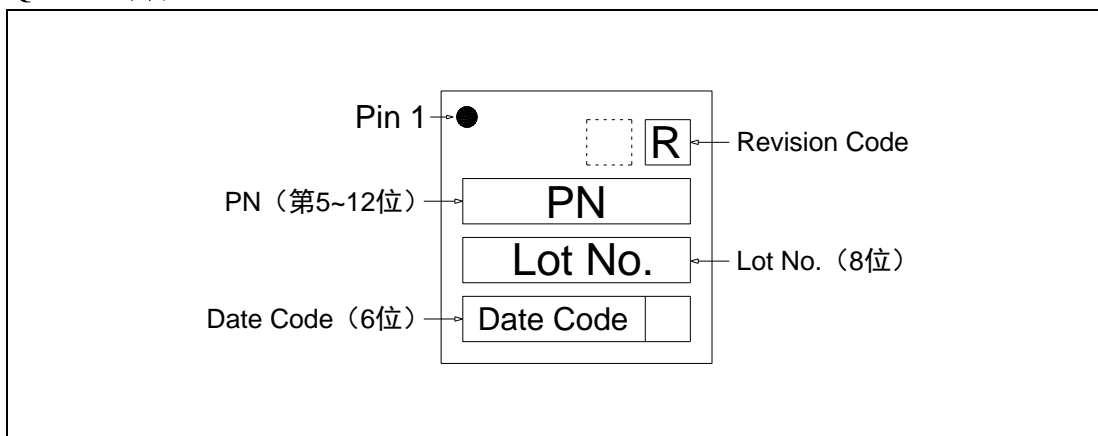 Pin 1
R
Revision Code
PN（第5~12位）
PN
Lot No.
Lot No.（8位）
Date Code（6位）
Date Code